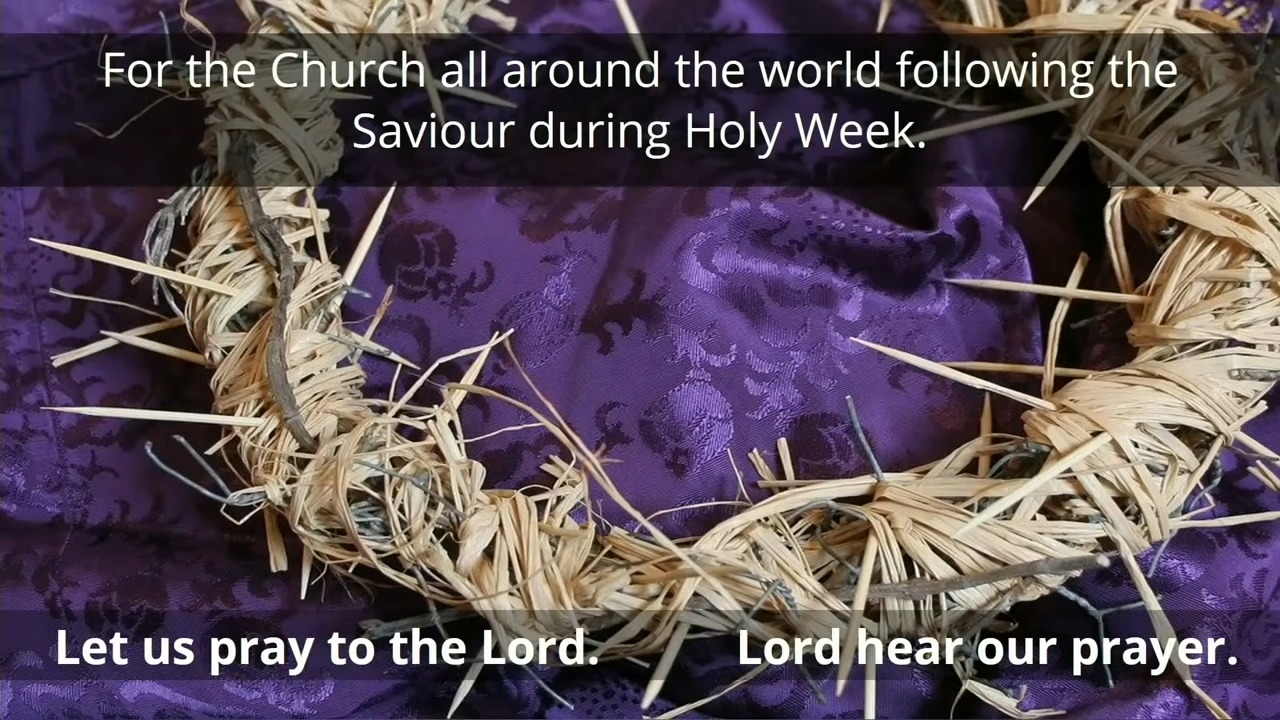 For the Church all around the world following the
Saviour during Holy Week.
Let us pray to the Lord. Lord hear our prayer.